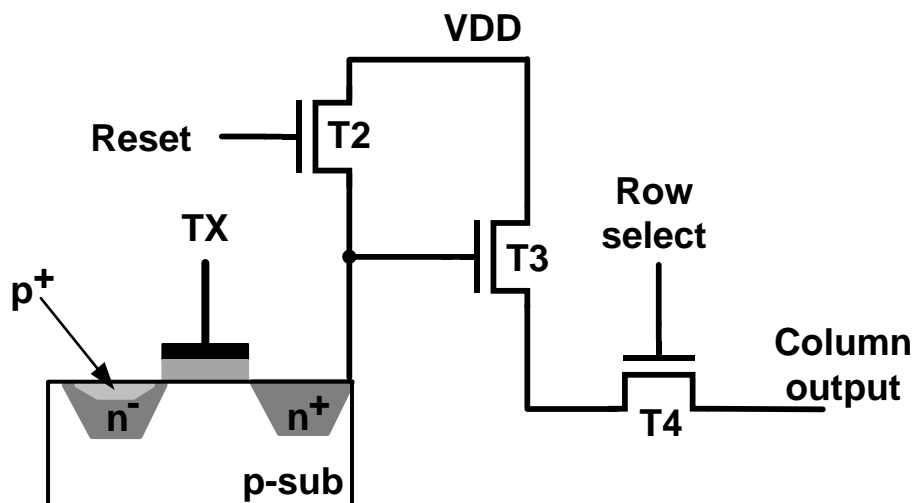 VDD
T2
Reset
Row
select
TX
T3
p+
Column
output
n-
n+
T4
p-sub